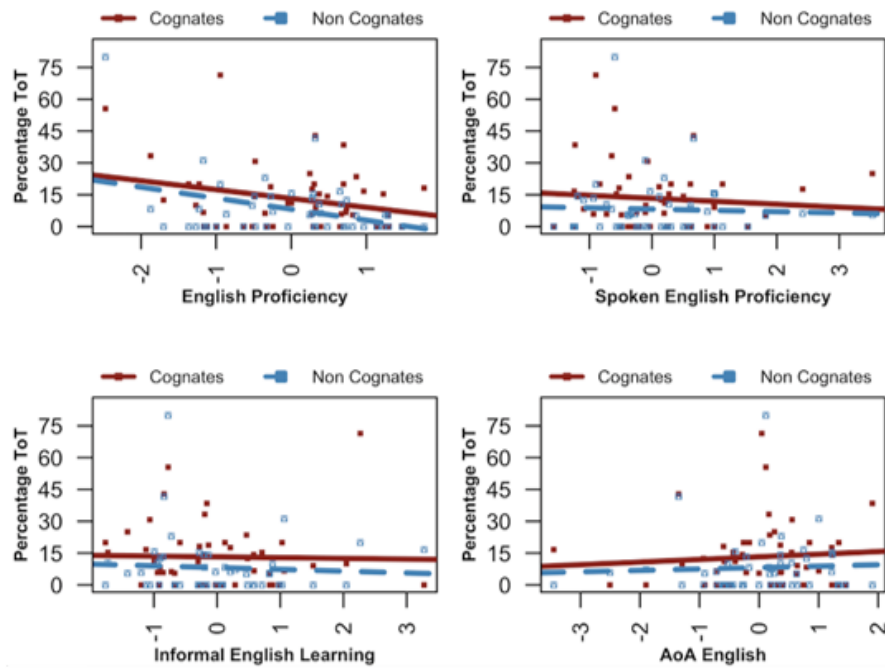 Cognates Non Cognates
Percentage ToT
75
60
45
30
15
0
-2 -1 0 1
English Proficiency
Cognates Non Cognates
Percentage ToT
75
60
45
30
15
0
-1 0 1 2 3
Spoken English Proficiency
Cognates Non Cognates
Percentage ToT
75
60
45
30
15
0
-1 0 1 2 3
Informal English Learning
Cognates Non Cognates
Percentage ToT
75
60
45
30
15
0
-3 -2 -1 0 1 2
AoA English